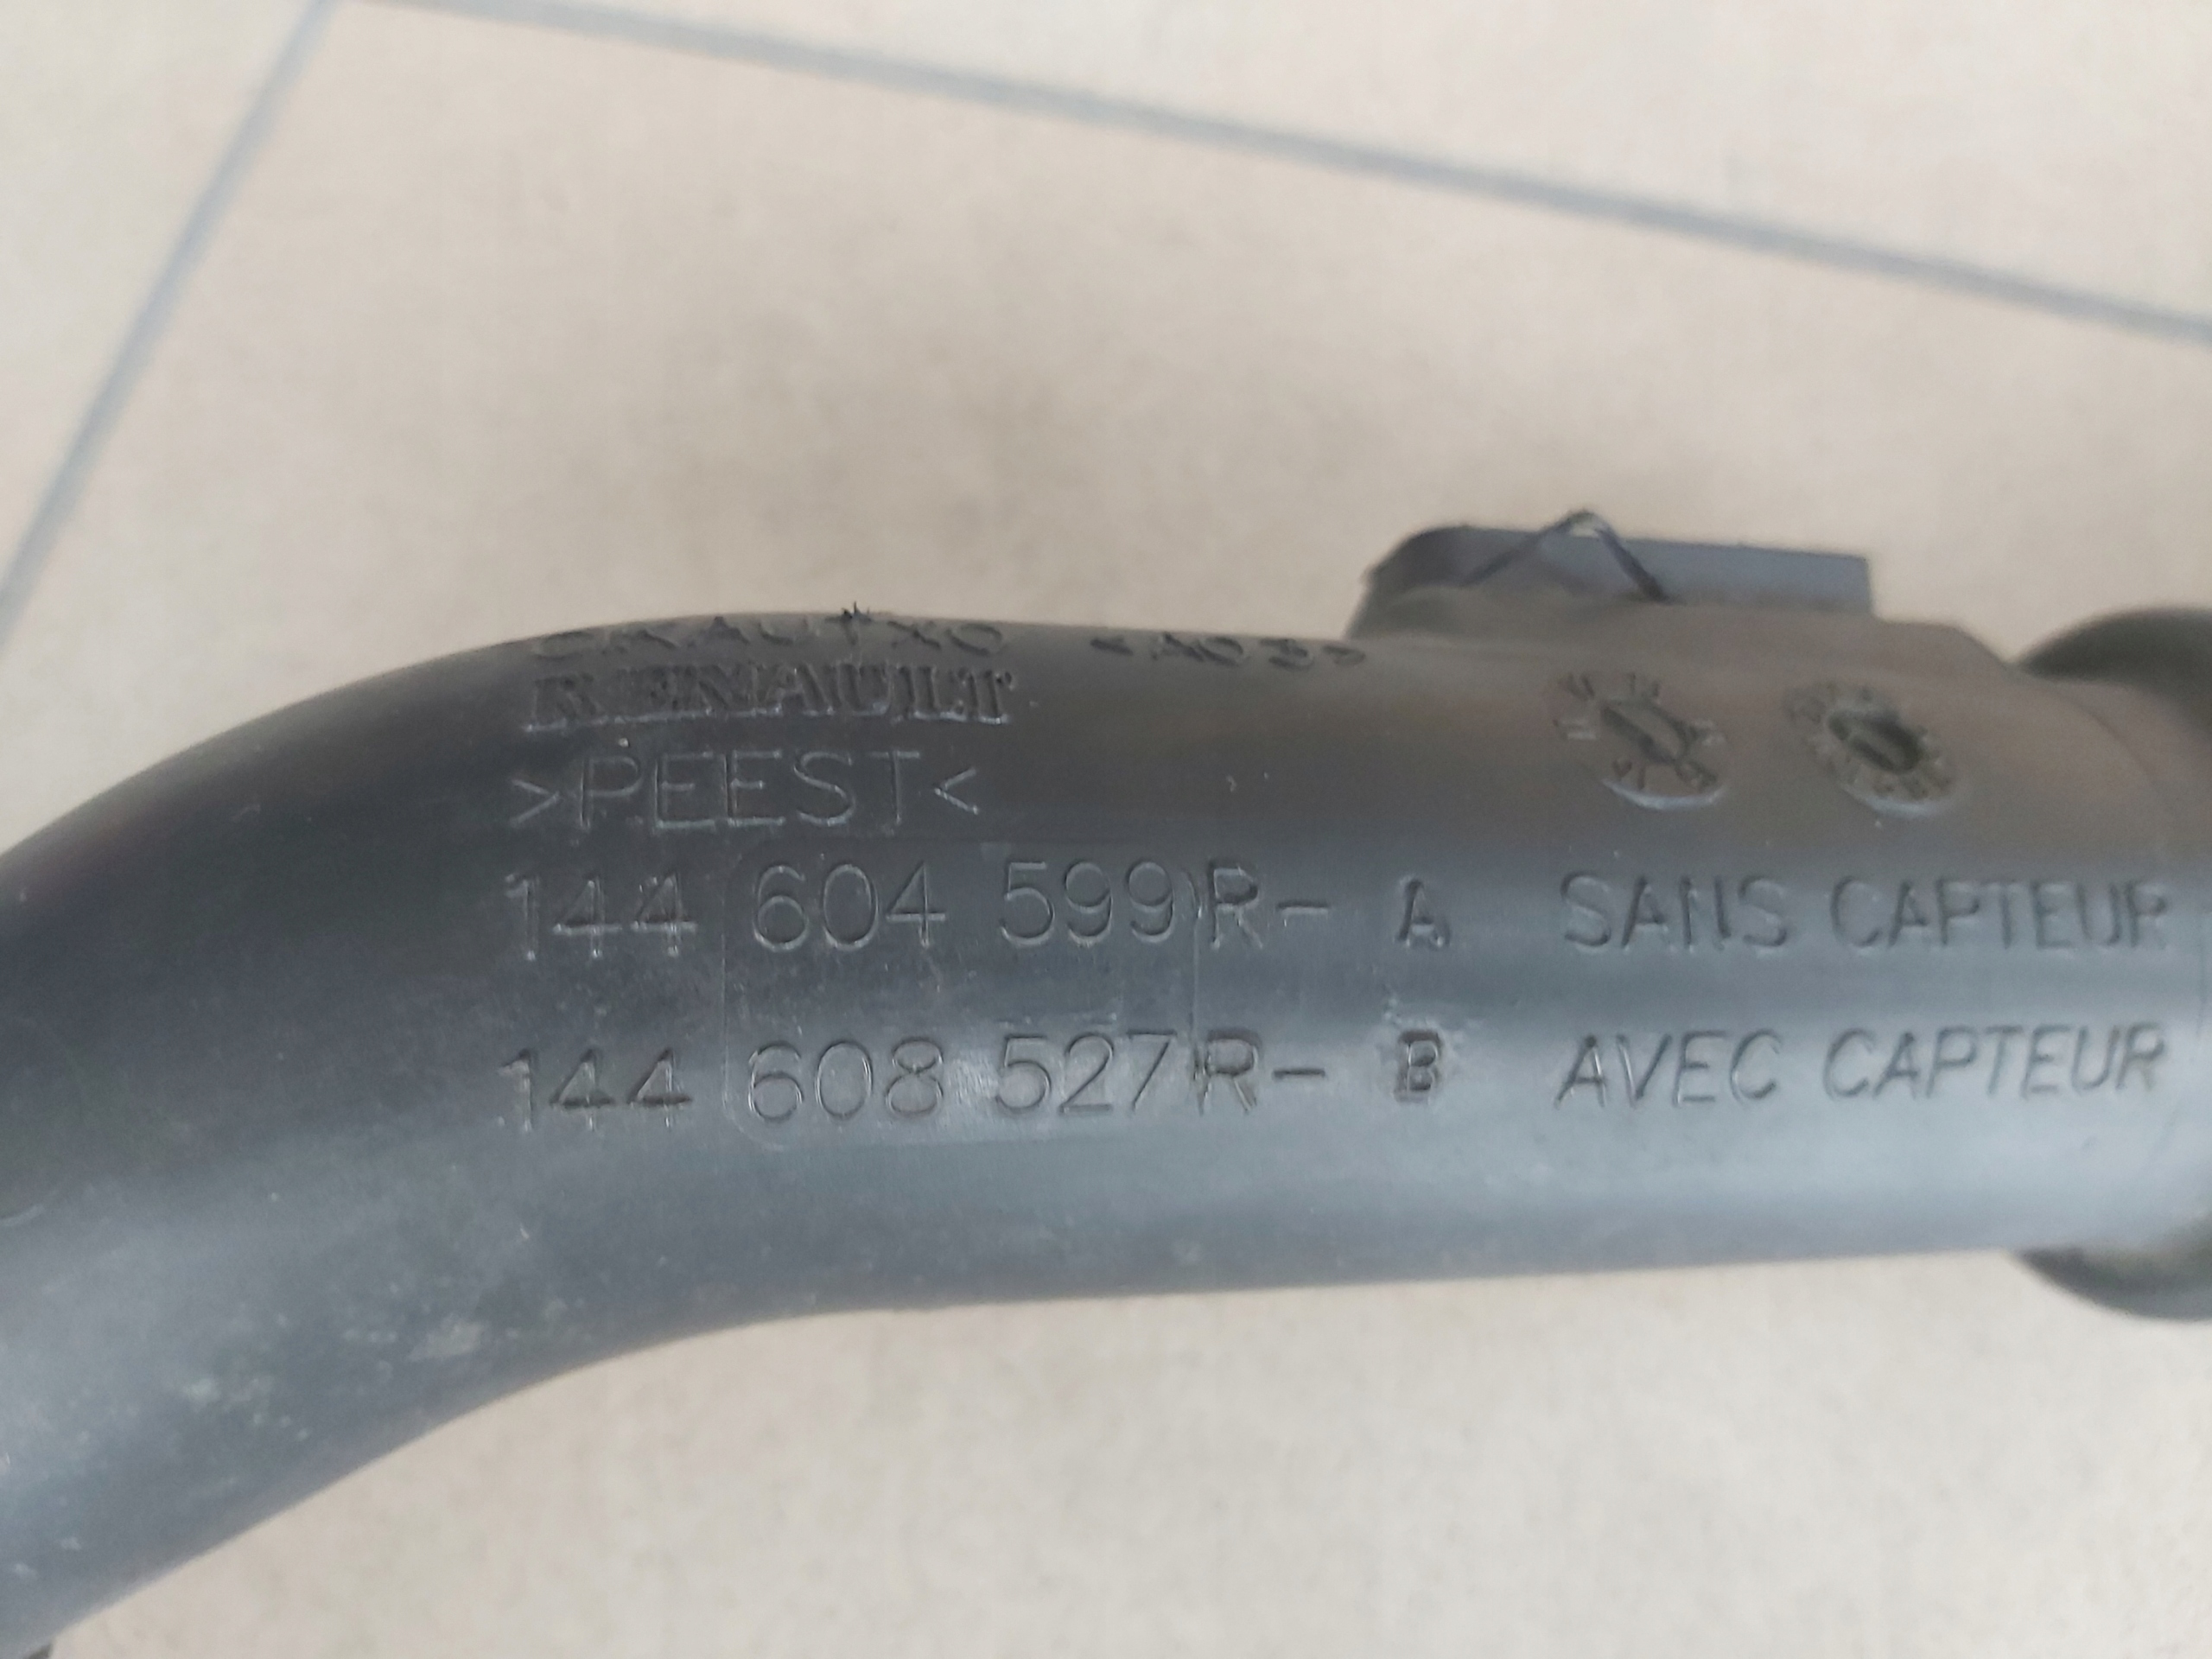 RENAULT
>PEEST<
144 604 599R- A SANS CAPTEUR
144 608 527R- B AVEC CAPTEUR